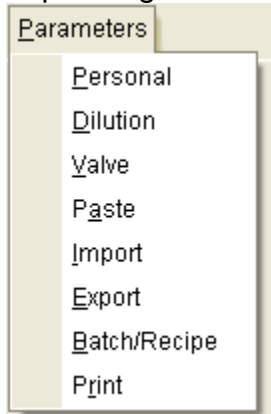 Parameters
Personal
Dilution
Valve
Paste
Import
Export
Batch/Recipe
Print